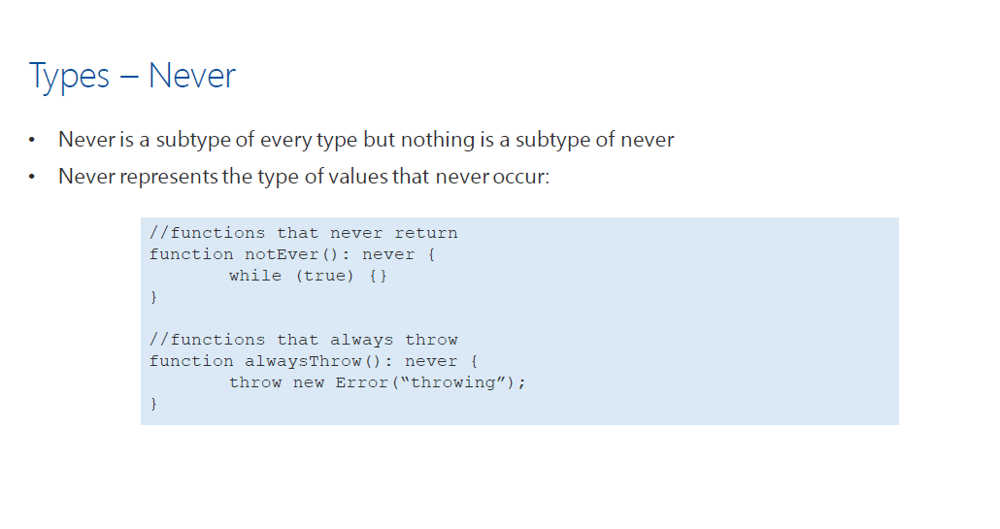 Types – Never
• Never is a subtype of every type but nothing is a subtype of never
• Never represents the type of values that never occur:
//functions that never return
function notEver(): never {
        while (true) {}
}
//functions that always throw
function alwaysThrow(): never {
        throw new Error(“throwing”);
}